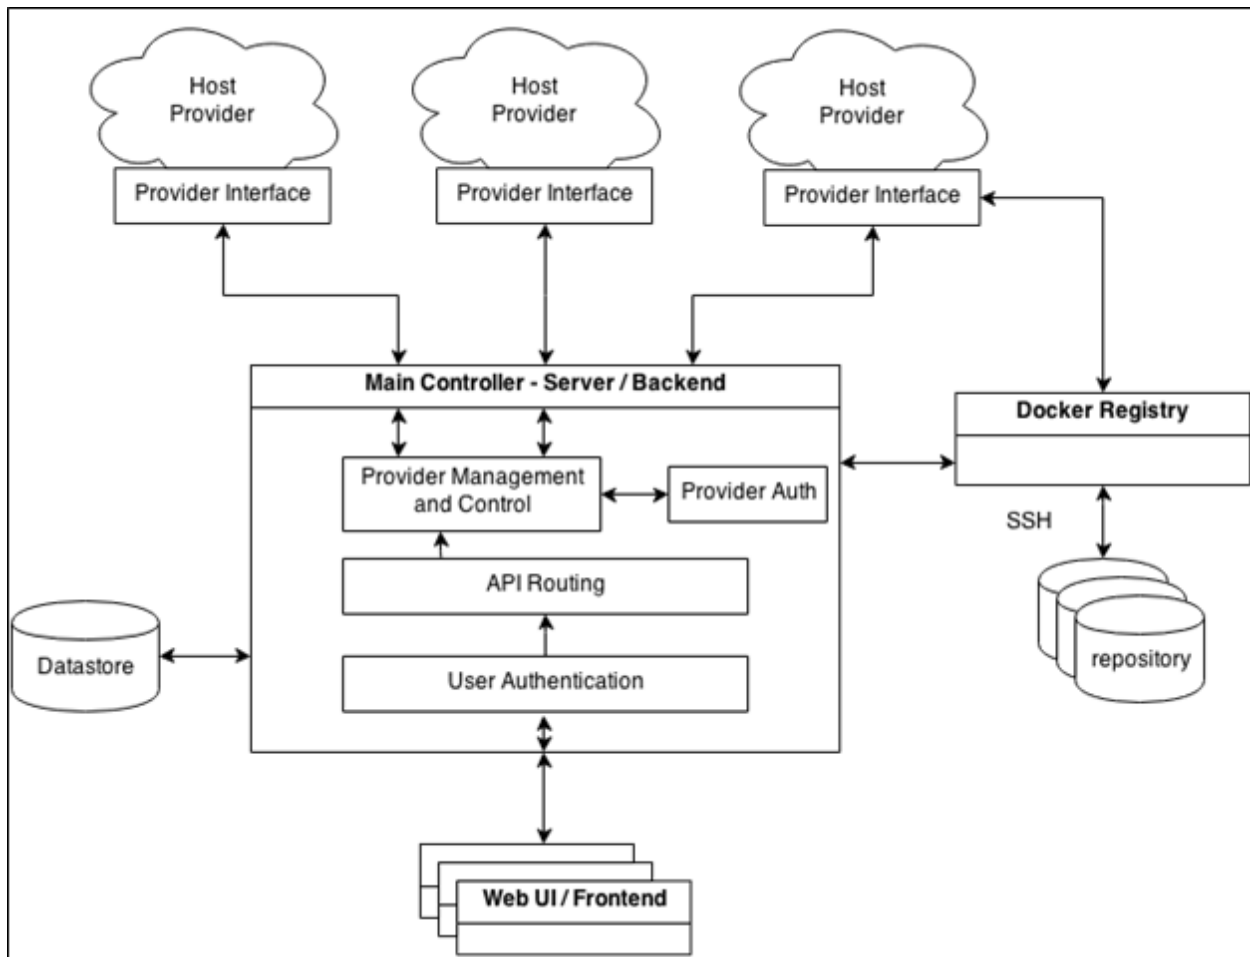 Host
Provider
Host
Provider
Host
Provider
Provider Interface
Provider Interface
Provider Interface
Main Controller - Server / Backend
Docker Registry
Provider Management
and Control
Provider Auth
SSH
API Routing
Datastore
User Authentication
repository
Web UI / Frontend